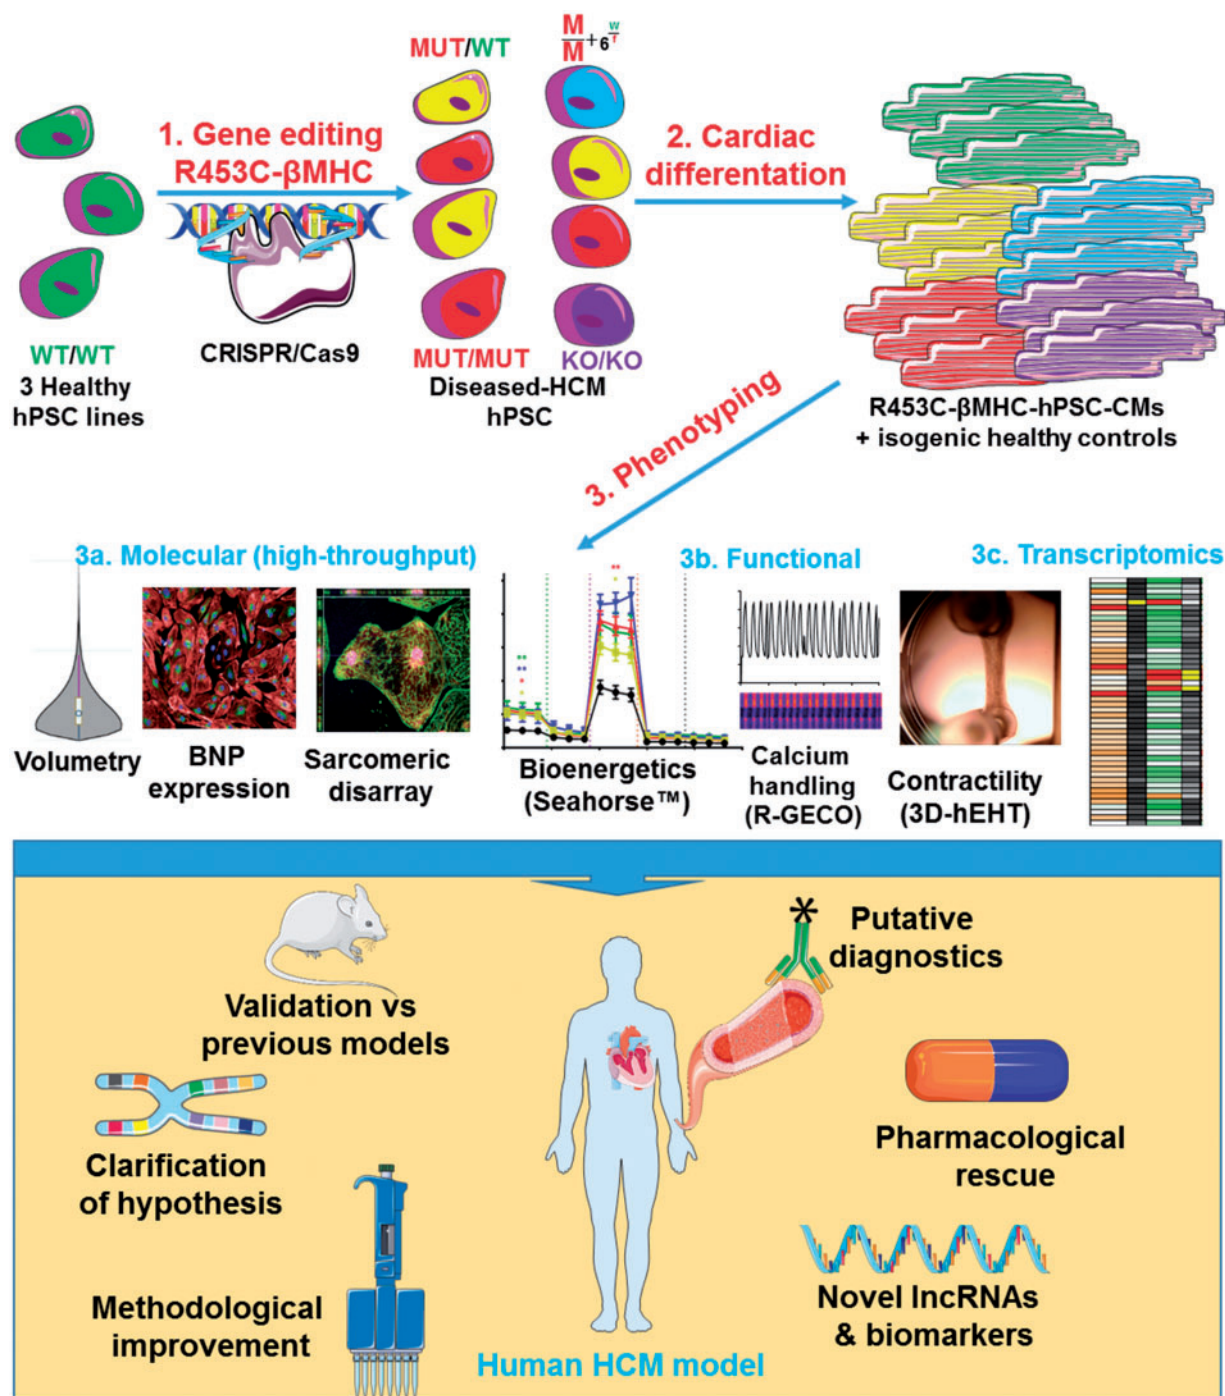 MUT/WT
M
M
+6
W
T
1. Gene editing
R453C-βMHC
2. Cardiac
differentation
WT/WT
3 Healthy
hPSC lines
CRISPR/Cas9
MUT/MUT
KO/KO
Diseased-HCM
hPSC
R453C-βMHC-hPSC-CMs
+ isogenic healthy controls
3. Phenotyping
3a. Molecular (high-throughput)
3b. Functional
3c. Transcriptomics
Volumetry
BNP
expression
Sarcomeric
disarray
Bioenergetics
(Seahorse™)
Calcium
handling
(R-GECO)
Contractility
(3D-hEHT)
Validation vs
previous models
Putative
diagnostics
Clarification
of hypothesis
Pharmacological
rescue
Methodological
improvement
Novel lncRNAs
& biomarkers
Human HCM model